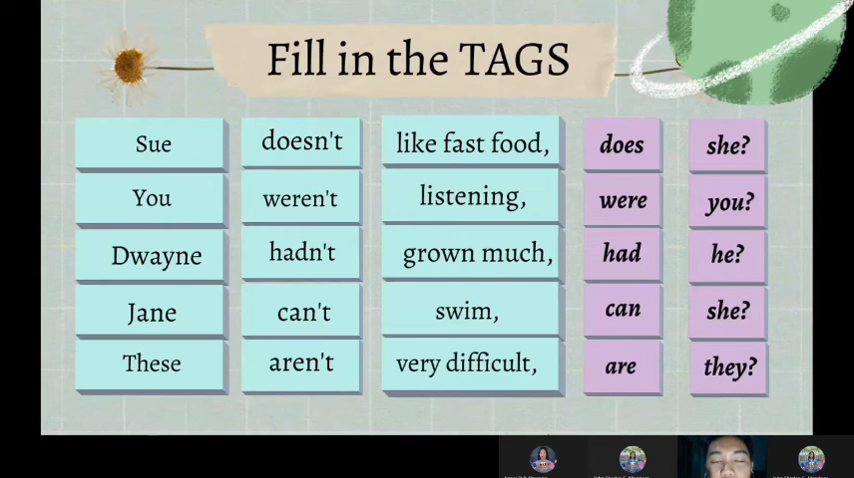 Fill in the TAGS
Sue doesn't like fast food, does she?
You weren't listening, were you?
Dwayne hadn't grown much, had he?
Jane can't swim, can she?
These aren't very difficult, are they?